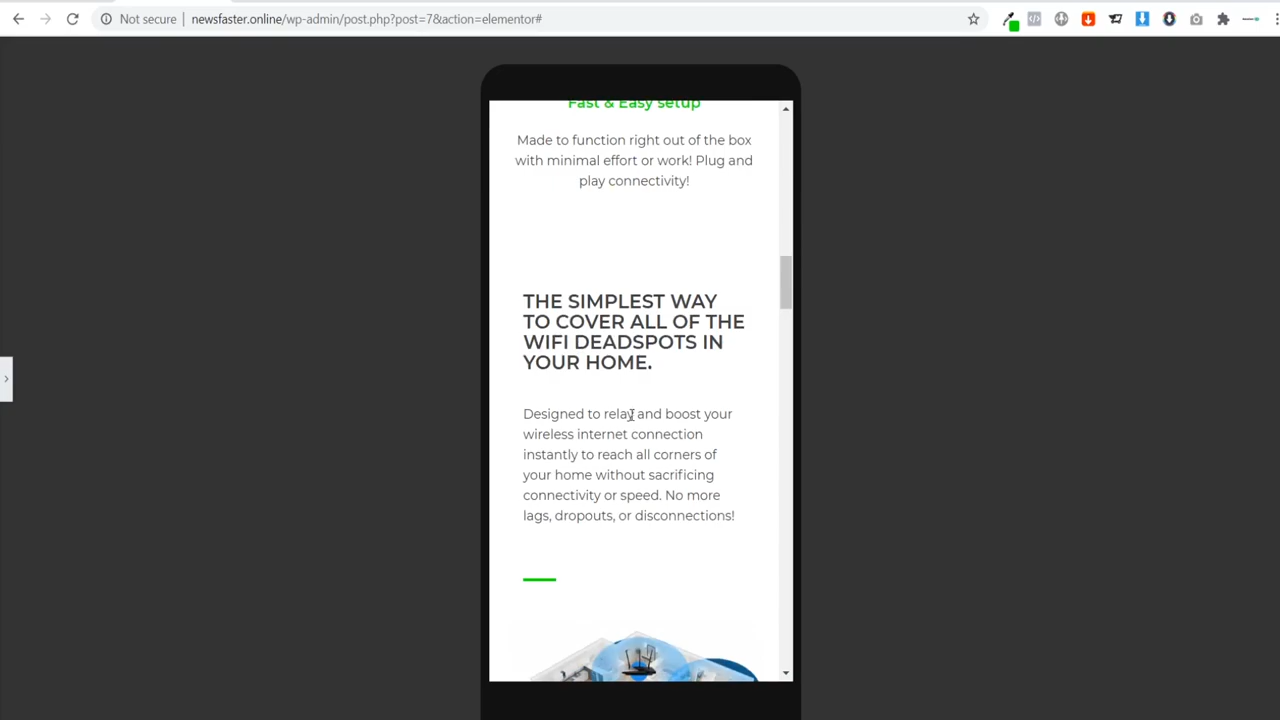 Not secure
newsfaster.online/wp-admin/post.php?post=7&action=elementor#
Fast & Easy setup
Made to function right out of the box
with minimal effort or work! Plug and
play connectivity!
THE SIMPLEST WAY
TO COVER ALL OF THE
WIFI DEADSPOTS IN
YOUR HOME.
Designed to relay and boost your
wireless internet connection
instantly to reach all corners of
your home without sacrificing
connectivity or speed. No more
lags, dropouts, or disconnections!